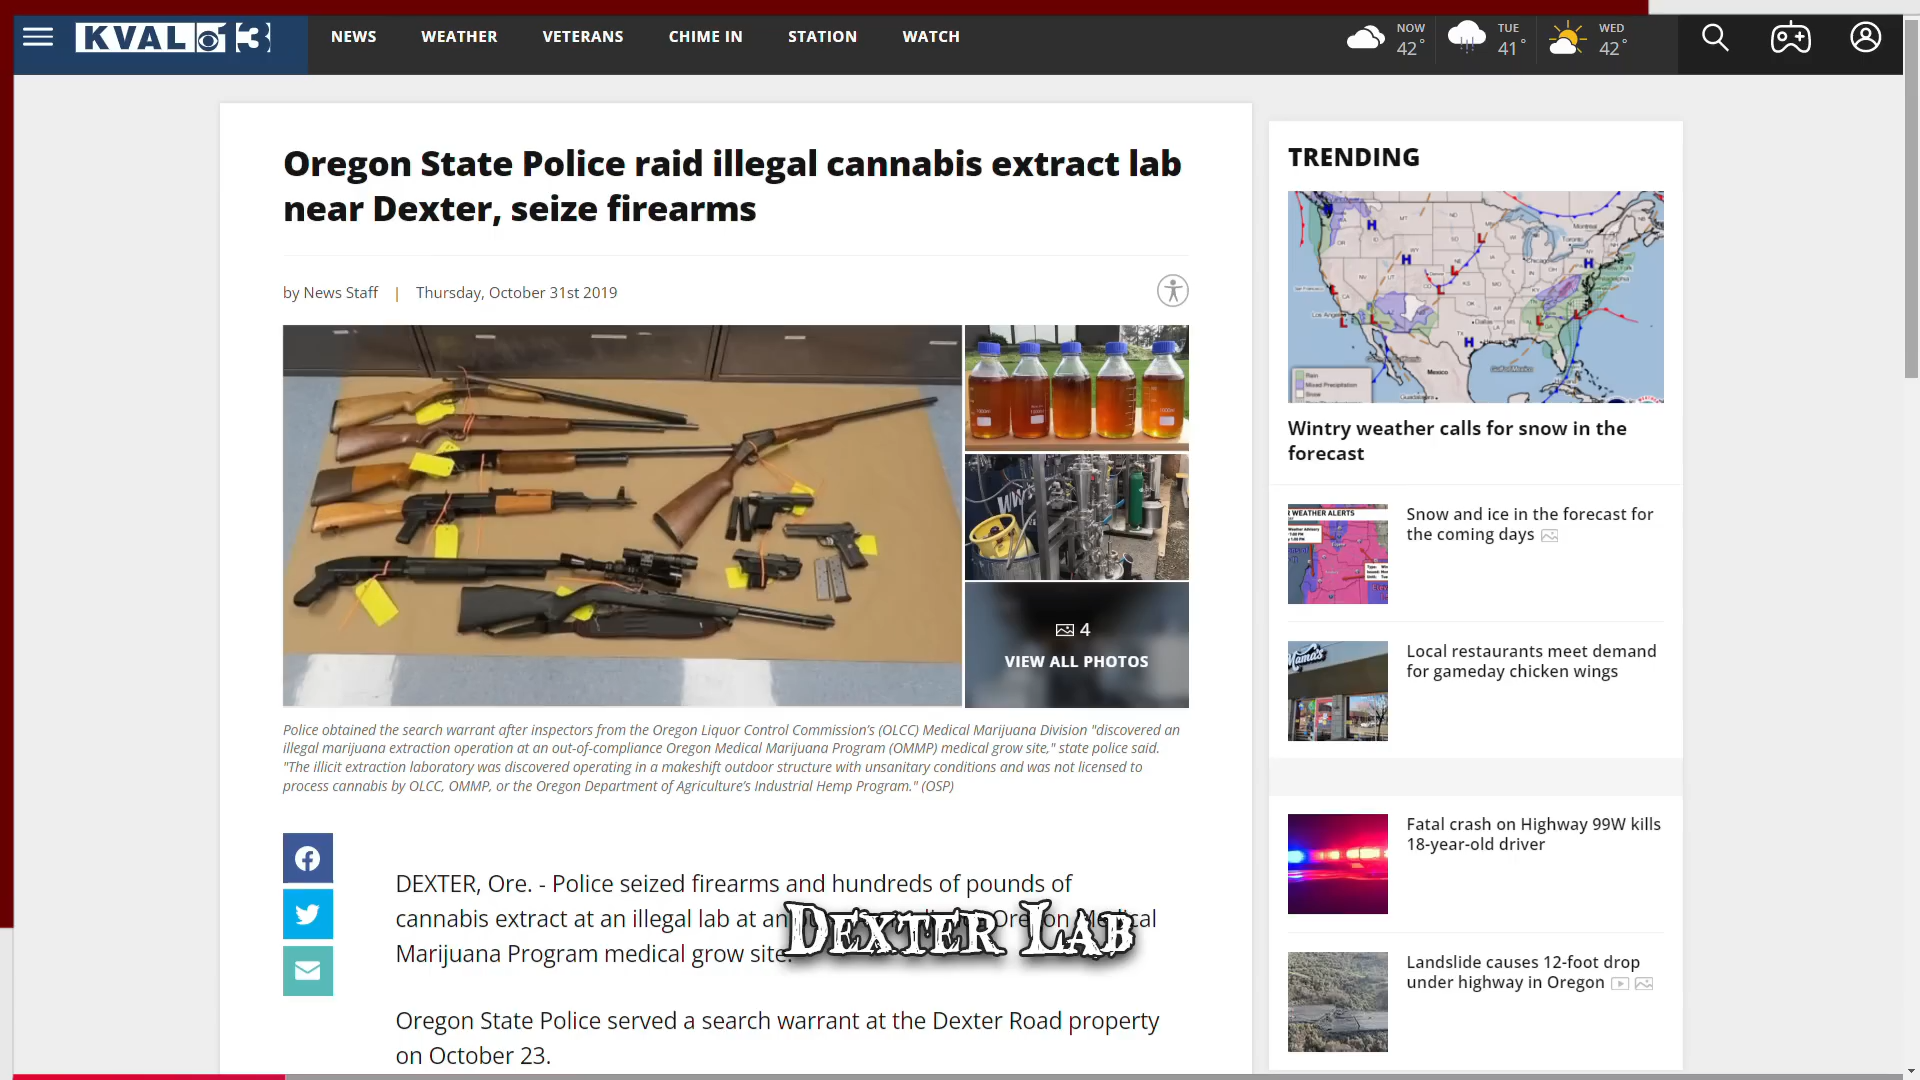 KVAL 13
NEWS
WEATHER
VETERANS
CHIME IN
STATION
WATCH
NOW
42°
TUE
41°
WED
42°
Oregon State Police raid illegal cannabis extract lab
near Dexter, seize firearms
by News Staff | Thursday, October 31st 2019
4
VIEW ALL PHOTOS
Police obtained the search warrant after inspectors from the Oregon Liquor Control Commission's (OLCC) Medical Marijuana Division "discovered an
illegal marijuana extraction operation at an out-of-compliance Oregon Medical Marijuana Program (OMMP) medical grow site," state police said.
"The illicit extraction laboratory was discovered operating in a makeshift outdoor structure with unsanitary conditions and was not licensed to
process cannabis by OLCC, OMMP, or the Oregon Department of Agriculture's Industrial Hemp Program." (OSP)
DEXTER, Ore. - Police seized firearms and hundreds of pounds of
cannabis extract at an illegal lab at an Oregon Medical
Marijuana Program medical grow site.
Dexter Lab
Oregon State Police served a search warrant at the Dexter Road property
on October 23.
TRENDING
Wintry weather calls for snow in the
forecast
WEATHER ALERTS
Snow and ice in the forecast for
the coming days
Mama's
Local restaurants meet demand
for gameday chicken wings
Fatal crash on Highway 99W kills
18-year-old driver
Landslide causes 12-foot drop
under highway in Oregon